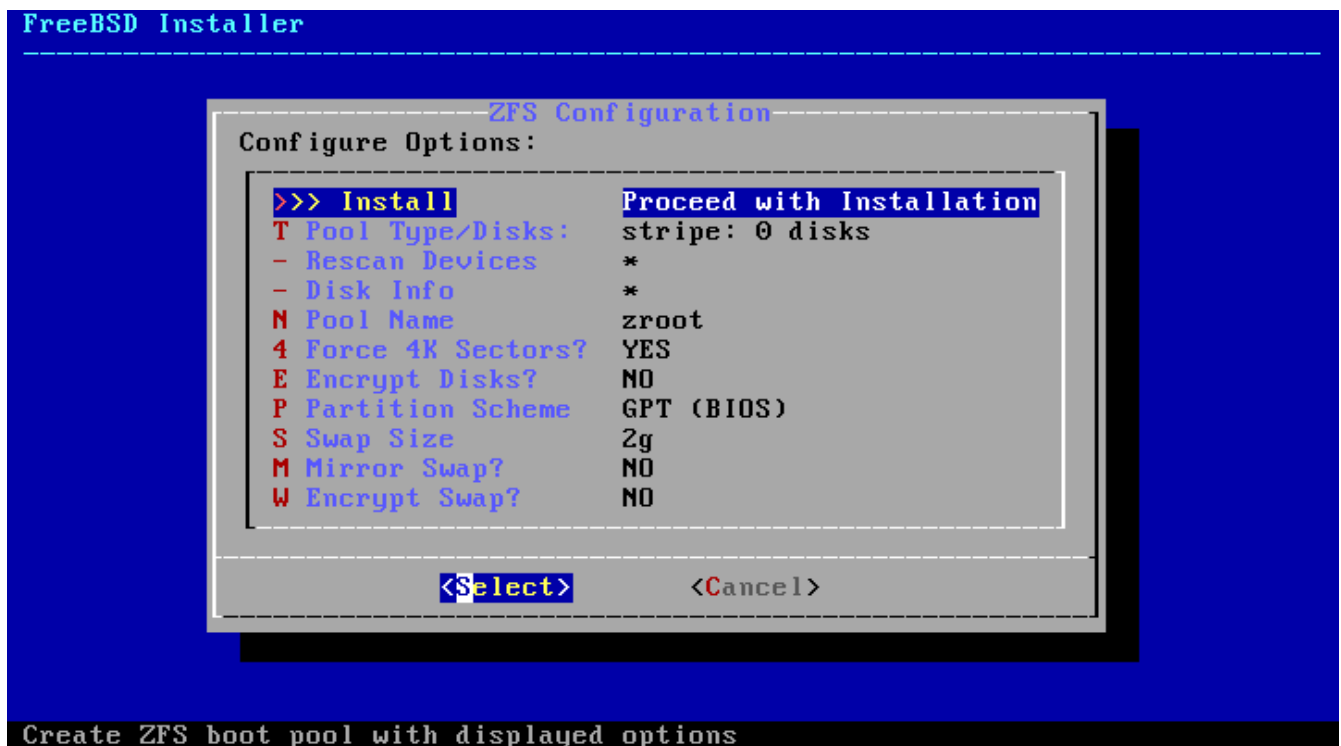 FreeBSD Installer
ZFS Configuration
Configure Options:
>>> Install Proceed with Installation
T Pool Type/Disks: stripe: 0 disks
- Rescan Devices *
- Disk Info *
N Pool Name zroot
4 Force 4K Sectors? YES
E Encrypt Disks? NO
P Partition Scheme GPT (BIOS)
S Swap Size 2g
M Mirror Swap? NO
W Encrypt Swap? NO
<Select> <Cancel>
Create ZFS boot pool with displayed options